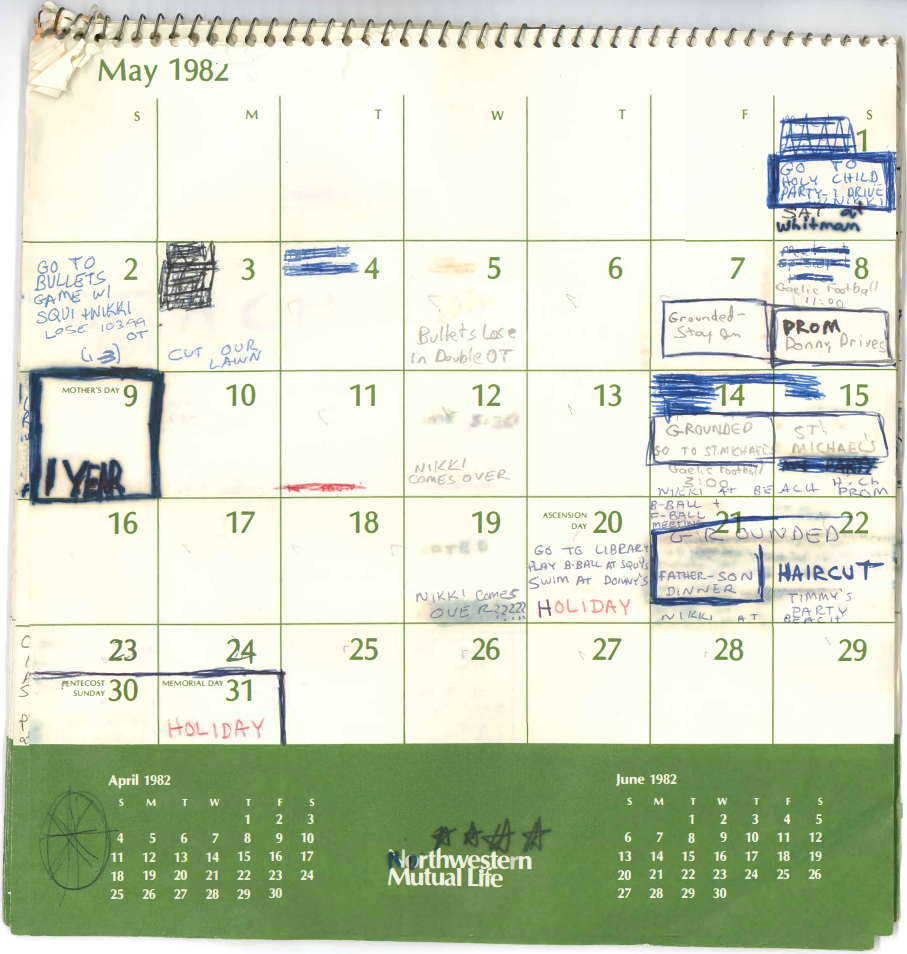 May 1982
S M T W T F S
1
GO TO
HOLY CHILD
PARTY- I DRIVE
W/ NIKKI
SAT at
Whitman
2
GO TO
BULLETS
GAME W/
SQUI + NIKKI
LOSE 103 99
OT
3
CUT OUR
LAWN
4
5
Bullets Lose
in Double OT
6
7
Grounded-
Stay In
8
Gaelic Football
11:00
PROM
Donny Drives
MOTHER'S DAY 9
1 YEAR
10
11
12
5:30
NIKKI
COMES OVER
13
14
GROUNDED
GO TO ST. MICHAEL'S
Gaelic Football
3:00
NIKKI AT BEACH
15
ST.
MICHAEL'S
H. Ch
PROM
16
17
18
19
NIKKI COMES
OVER?????
ASCENSION
DAY 20
GO TO LIBRARY
PLAY B-BALL AT SQUI'S
SWIM AT DONNY'S
HOLIDAY
B-BALL +
F-BALL
MEETING
21
GROUNDED
FATHER-SON
DINNER
NIKKI AT BEACH
22
HAIRCUT
TIMMY'S
PARTY
23
24
25
26
27
28
29
PENTECOST
SUNDAY 30
MEMORIAL DAY 31
HOLIDAY
April 1982
S M T W T F S
1 2 3
4 5 6 7 8 9 10
11 12 13 14 15 16 17
18 19 20 21 22 23 24
25 26 27 28 29 30
Northwestern
Mutual Life
June 1982
S M T W T F S
1 2 3 4 5
6 7 8 9 10 11 12
13 14 15 16 17 18 19
20 21 22 23 24 25 26
27 28 29 30